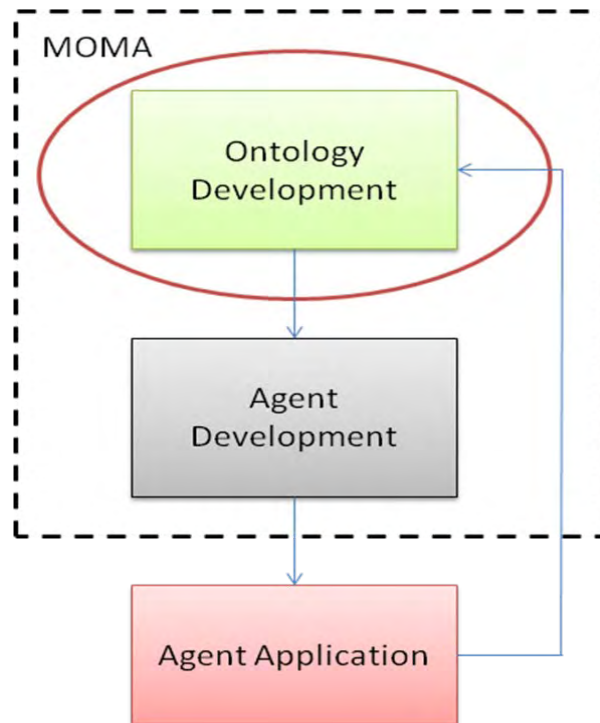 MOMA
Ontology
Development
Agent
Development
Agent Application